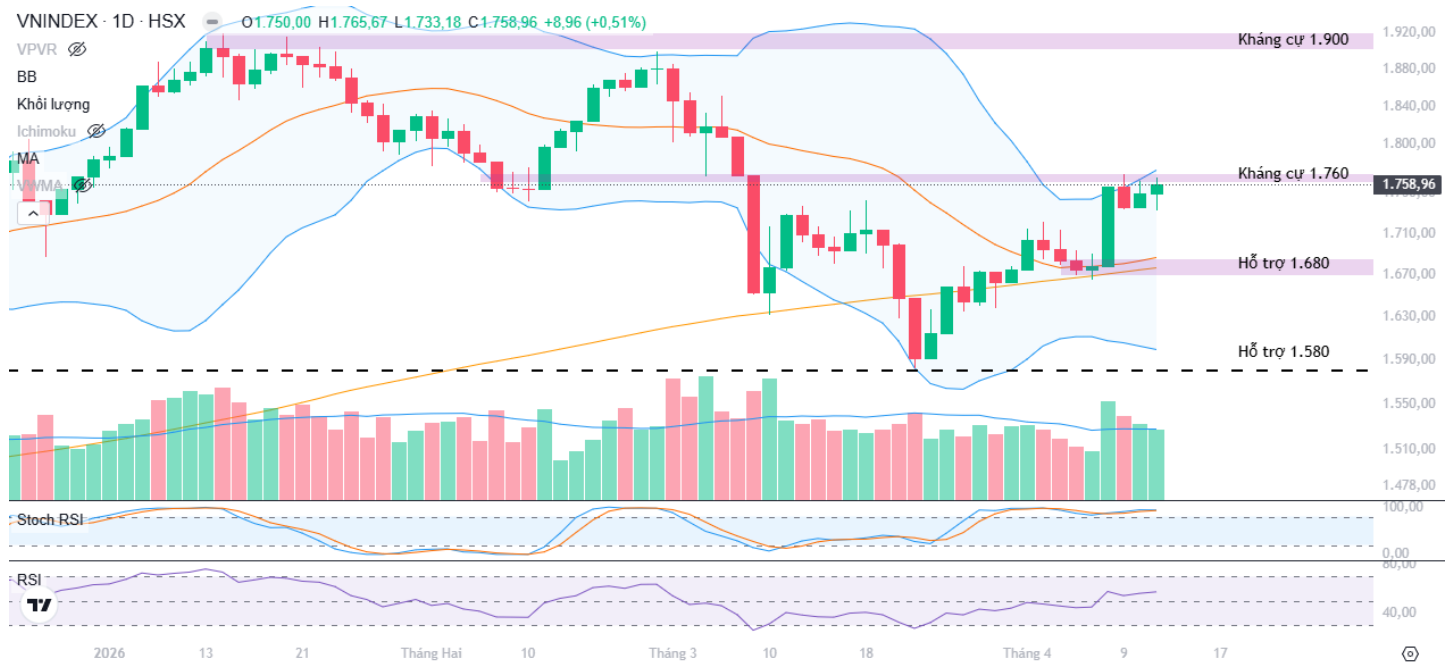 VNINDEX · 1D · HSX O1.750,00 H1.765,67 L1.733,18 C1.758,96 +8,96 (+0,51%)
VPVR
BB
Khối lượng
Ichimoku
MA
VWMA
Kháng cự 1.900
Kháng cự 1.760
Hỗ trợ 1.680
Hỗ trợ 1.580
1.920,00
1.880,00
1.840,00
1.800,00
1.758,96
1.710,00
1.670,00
1.630,00
1.590,00
1.550,00
1.510,00
1.478,00
Stoch RSI
100,00
0,00
RSI
80,00
40,00
2026 13 21 Tháng Hai 10 Tháng 3 10 18 Tháng 4 9 17